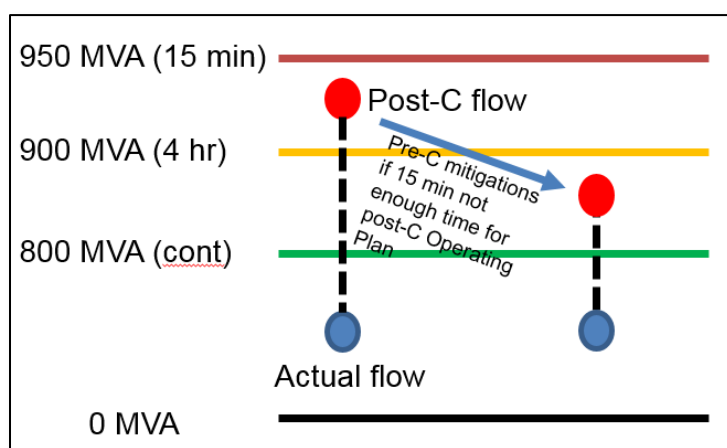 950 MVA (15 min)
Post-C flow
900 MVA (4 hr)
Pre-C mitigations
if 15 min not
enough time for
post-C Operating
Plan
800 MVA (cont)
Actual flow
0 MVA